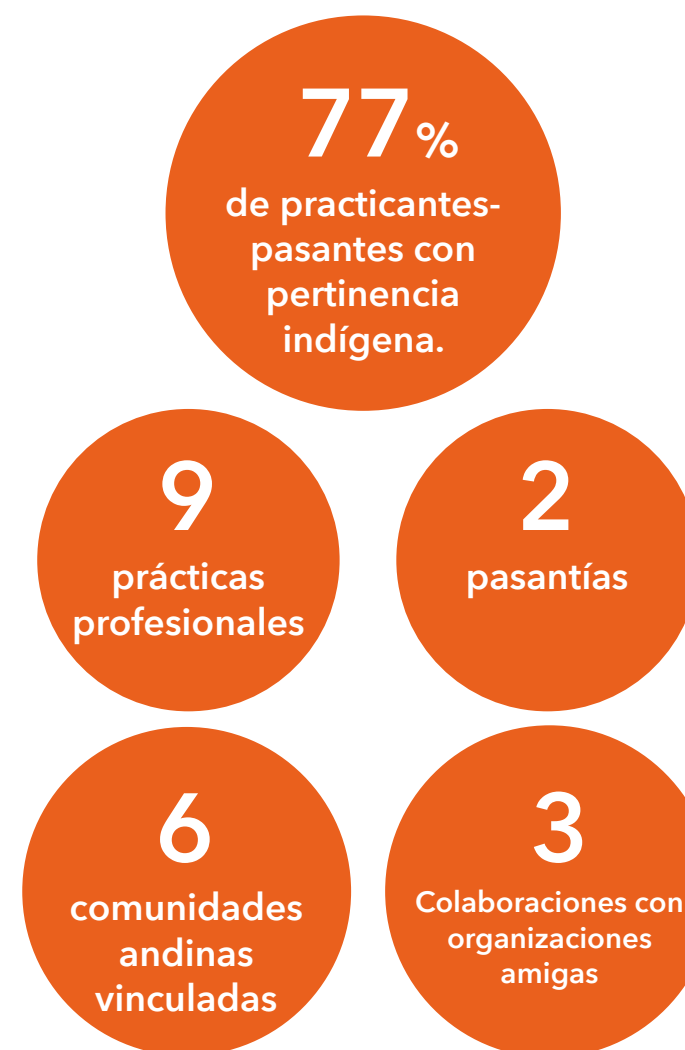 77%
de practicantes-
pasantes con
pertinencia
indígena.
9
prácticas
profesionales
2
pasantías
6
comunidades
andinas
vinculadas
3
Colaboraciones con
organizaciones
amigas